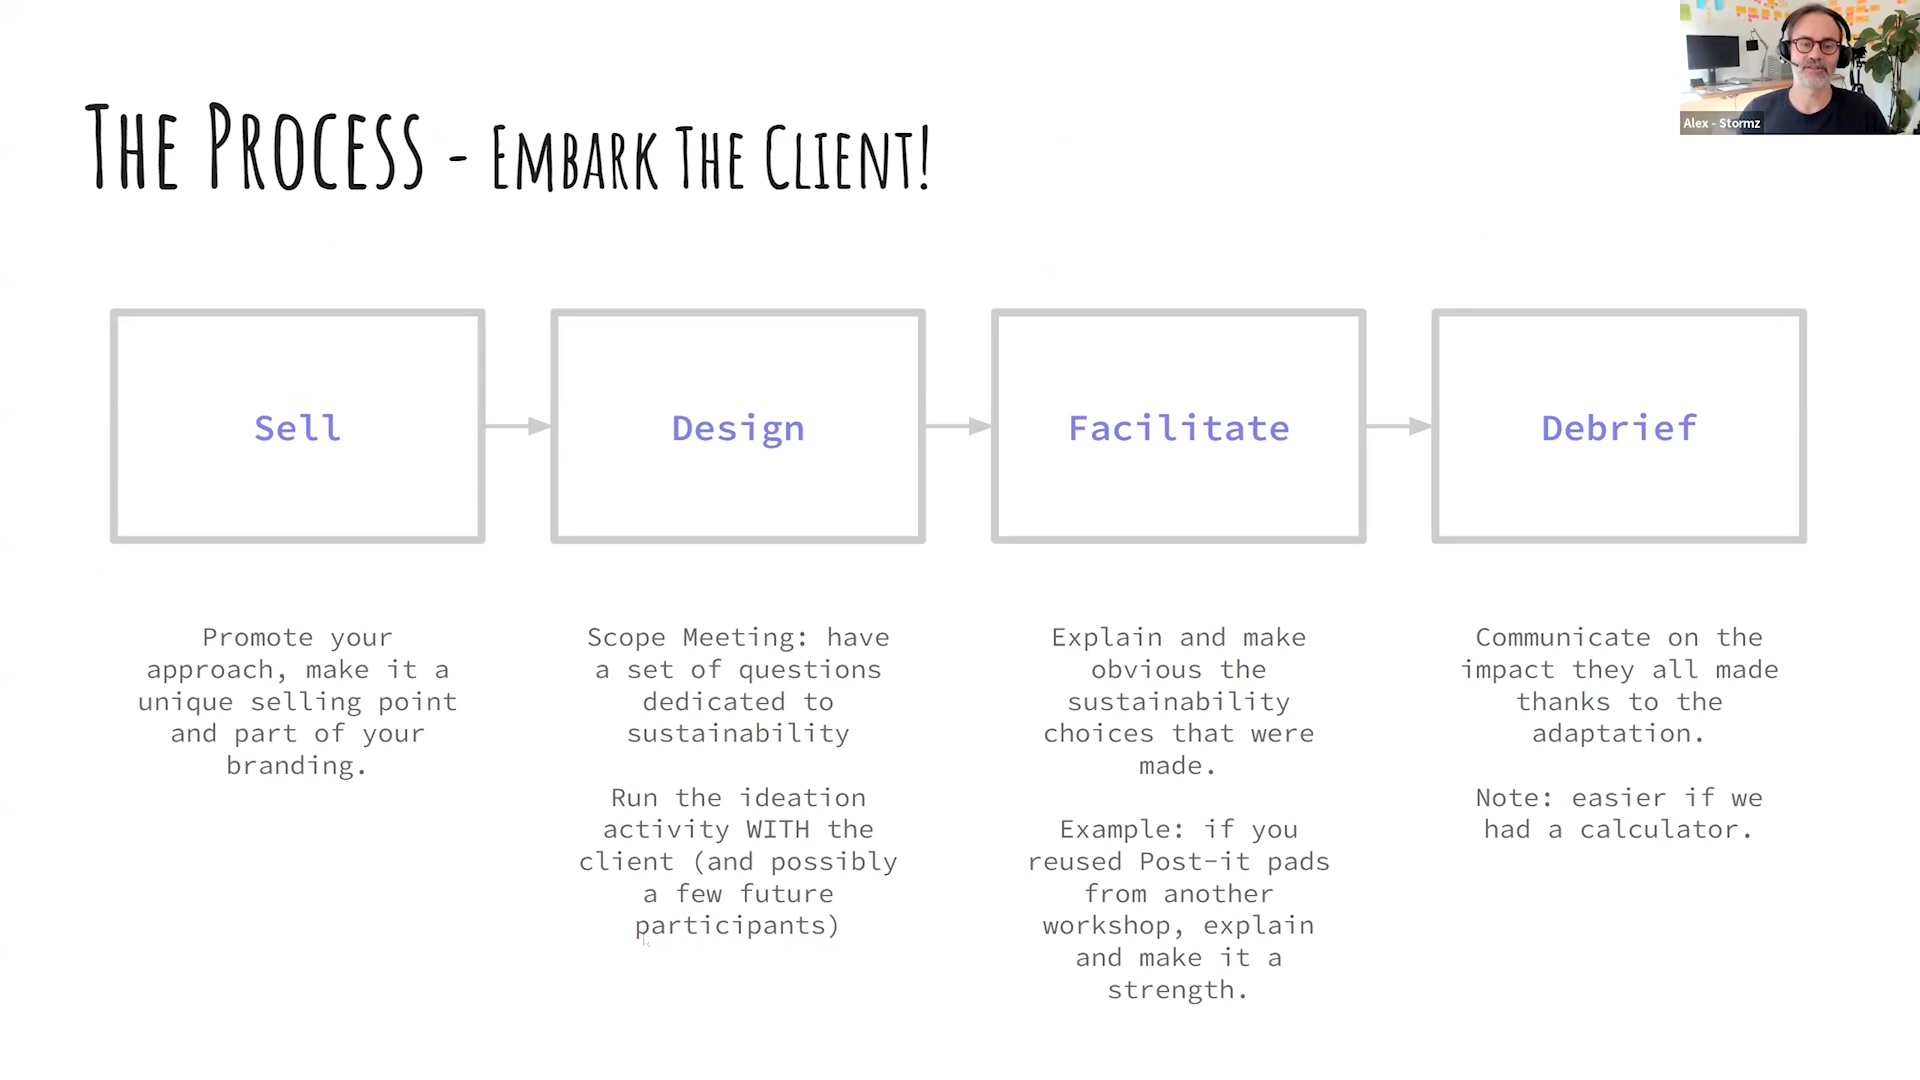 Alex - Stormz
THE PROCESS - EMBARK THE CLIENT!
Sell
Design
Facilitate
Debrief
Promote your
approach, make it a
unique selling point
and part of your
branding.
Scope Meeting: have
a set of questions
dedicated to
sustainability
Run the ideation
activity WITH the
client (and possibly
a few future
participants)
Explain and make
obvious the
sustainability
choices that were
made.
Example: if you
reused Post-it pads
from another
workshop, explain
and make it a
strength.
Communicate on the
impact they all made
thanks to the
adaptation.
Note: easier if we
had a calculator.